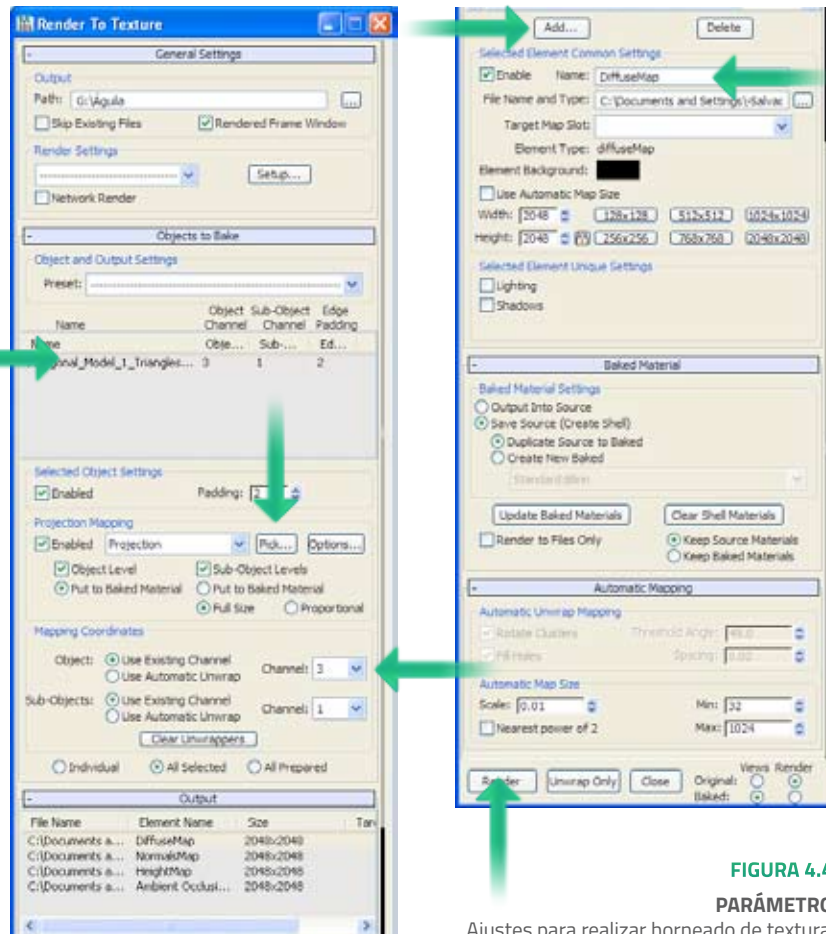 Render To Texture
General Settings
Output
Path: G:\Águila ...
Skip Existing Files Rendered Frame Window
Render Settings
Setup...
Network Render
Objects to Bake
Object and Output Settings
Preset:
Name Object Channel Sub-Object Channel Edge Padding
Name Obje... Sub-... Ed...
onal_Model_1_Triangles... 3 1 2
Selected Object Settings
Enabled Padding: 2
Projection Mapping
Enabled Projection Pick... Options...
Object Level Sub-Object Levels
Put to Baked Material Put to Baked Material
Full Size Proportional
Mapping Coordinates
Object: Use Existing Channel Channel: 3
Use Automatic Unwrap
Sub-Objects: Use Existing Channel Channel: 1
Use Automatic Unwrap
Clear Unwrappers
Individual All Selected All Prepared
Output
File Name Element Name Size Tar
C:\Documents a... DiffuseMap 2048x2048
C:\Documents a... NormalsMap 2048x2048
C:\Documents a... HeightMap 2048x2048
C:\Documents a... Ambient Occlusi... 2048x2048
Add... Delete
Selected Element Common Settings
Enable Name: DiffuseMap
File Name and Type: C:\Documents and Settings\-Salvac ...
Target Map Slot:
Element Type: diffuseMap
Element Background:
Use Automatic Map Size
Width: 2048 128x128 512x512 1024x1024
Height: 2048 256x256 768x768 2048x2048
Selected Element Unique Settings
Lighting
Shadows
Baked Material
Baked Material Settings
Output Into Source
Save Source (Create Shell)
Duplicate Source to Baked
Create New Baked
Standard:Blinn
Update Baked Materials Clear Shell Materials
Render to Files Only Keep Source Materials
Keep Baked Materials
Automatic Mapping
Automatic Unwrap Mapping
Rotate Clusters Threshold Angle:
Fill Holes Spacing: 0.02
Automatic Map Size
Scale: 0.01 Min: 32
Nearest power of 2 Max: 1024
Views Render
Render Unwrap Only Close Original:
Baked:
FIGURA 4.4
PARÁMETRO
Ajustes para realizar horneado de textura